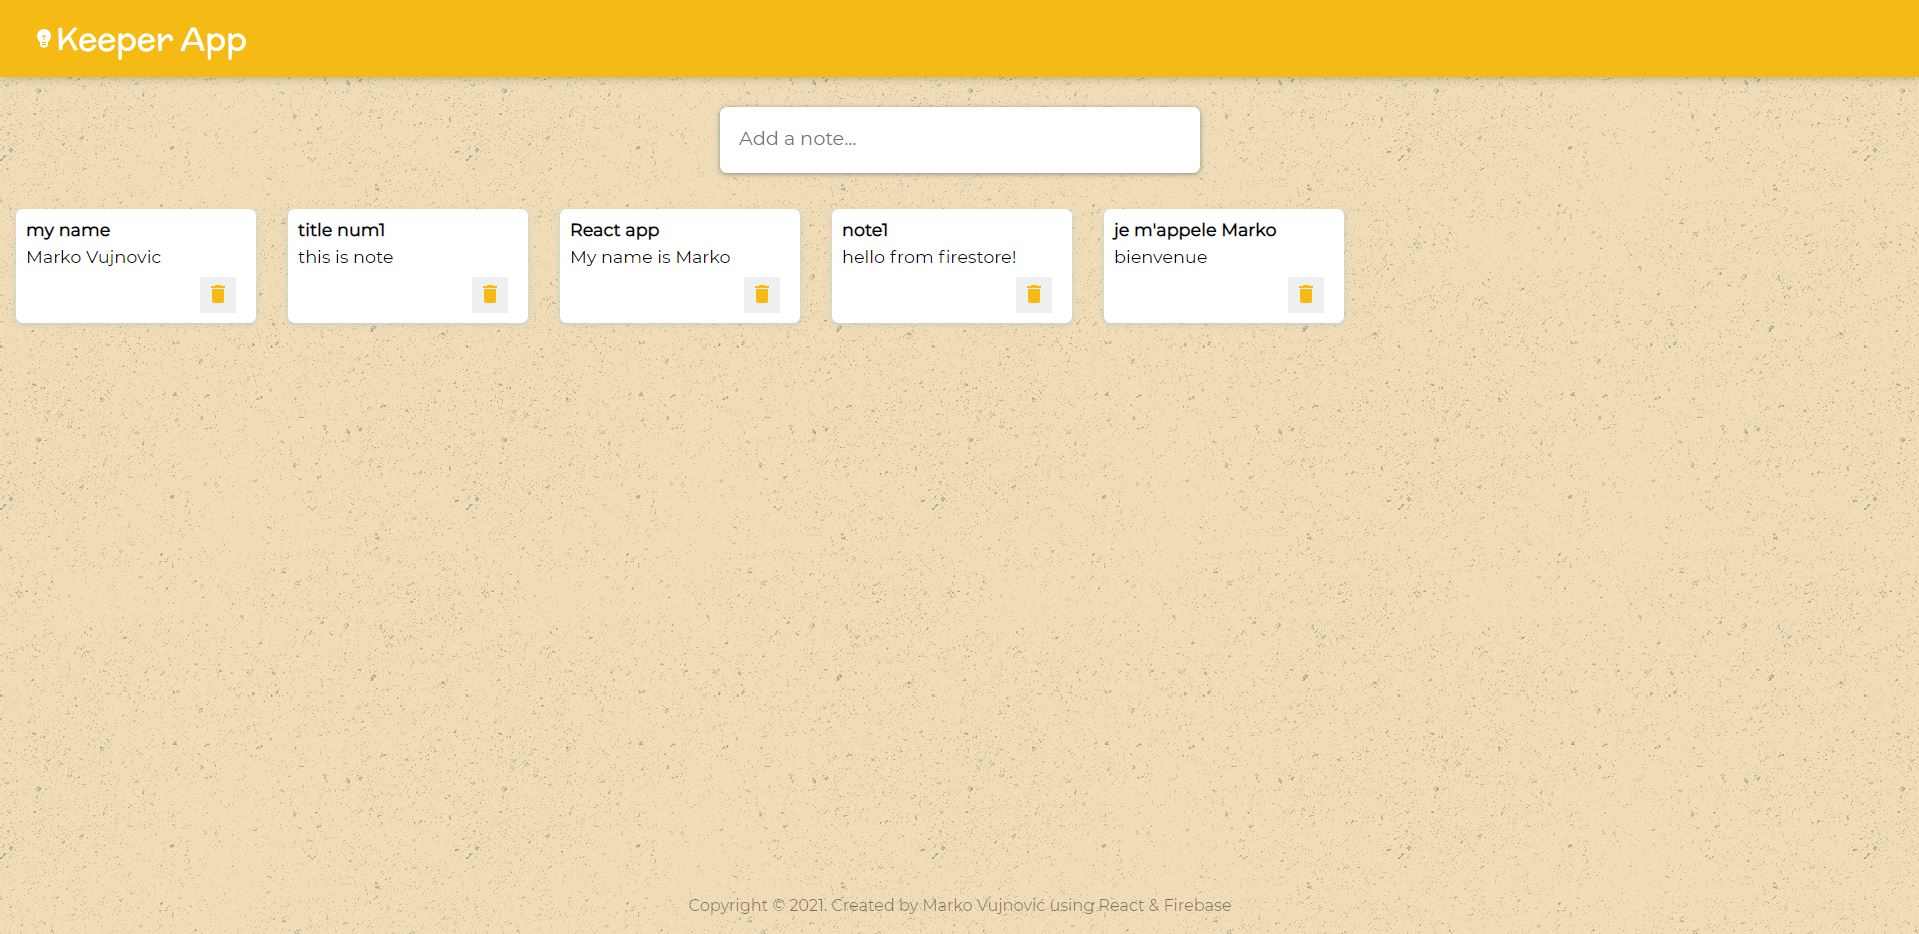 Keeper App
Add a note...
my name
Marko Vujnovic
title num1
this is note
React app
My name is Marko
note1
hello from firestore!
je m'appele Marko
bienvenue
Copyright © 2021. Created by Marko Vujnović using React & Firebase